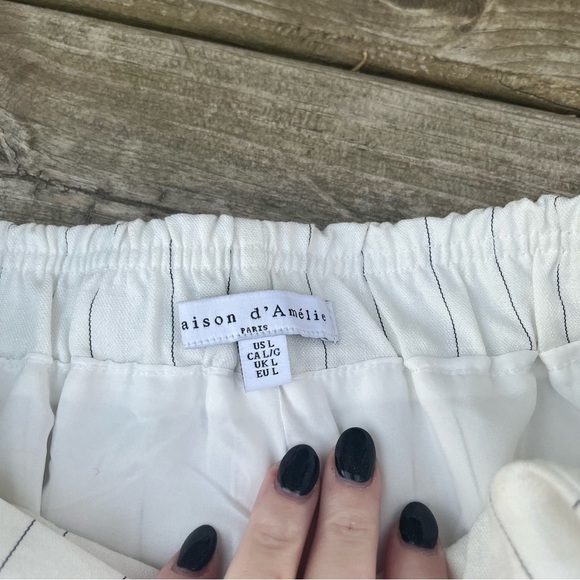 aison d'Amélie
PARIS
US L
CA L/G
UK L
EU L